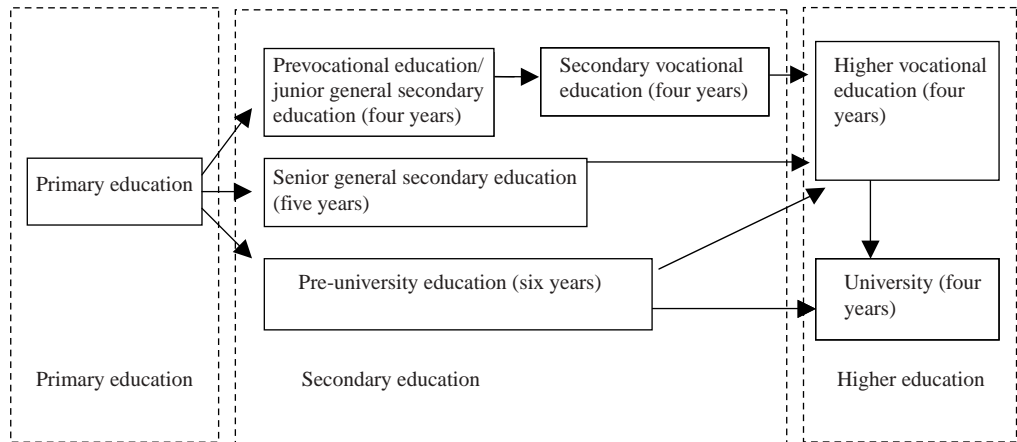 Prevocational education/
junior general secondary
education (four years)
Secondary vocational
education (four years)
Higher vocational
education (four
years)
Primary education
Senior general secondary education
(five years)
Pre-university education (six years)
University (four
years)
Primary education
Secondary education
Higher education